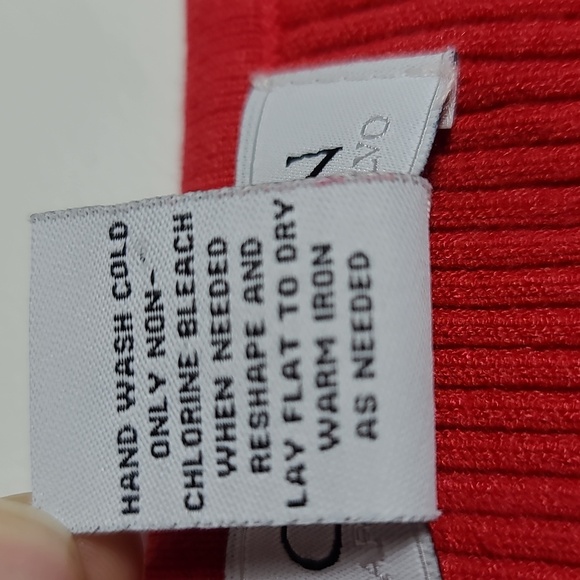 HAND WASH COLD
ONLY NON-
CHLORINE BLEACH
WHEN NEEDED
RESHAPE AND
LAY FLAT TO DRY
WARM IRON
AS NEEDED